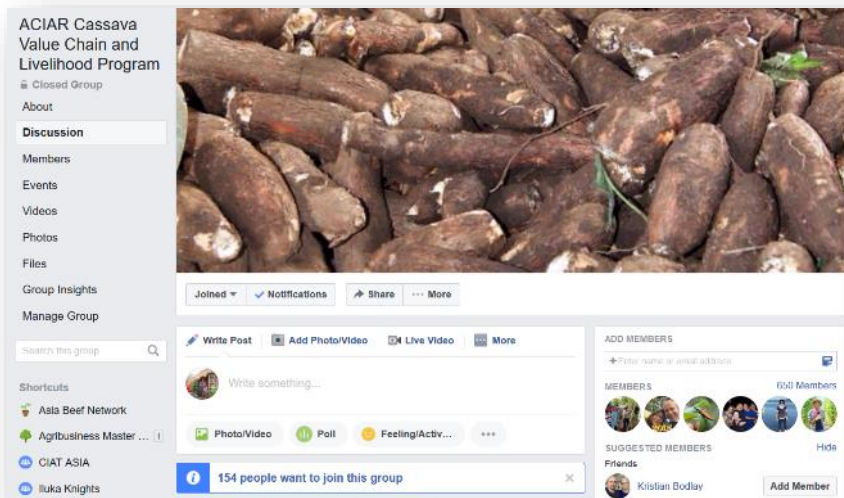 ACIAR Cassava
Value Chain and
Livelihood Program
Closed Group
About
Discussion
Members
Events
Videos
Photos
Files
Group Insights
Manage Group
Search this group
Shortcuts
Asia Beef Network
Agribusiness Master ... 1
CIAT ASIA
Iluka Knights
Joined
Notifications
Share
More
Write Post
Add Photo/Video
Live Video
More
Write something...
Photo/Video
Poll
Feeling/Activ...
154 people want to join this group
ADD MEMBERS
+Enter name or email address
MEMBERS
650 Members
SUGGESTED MEMBERS
Hide
Friends
Kristian Bodlay
Add Member